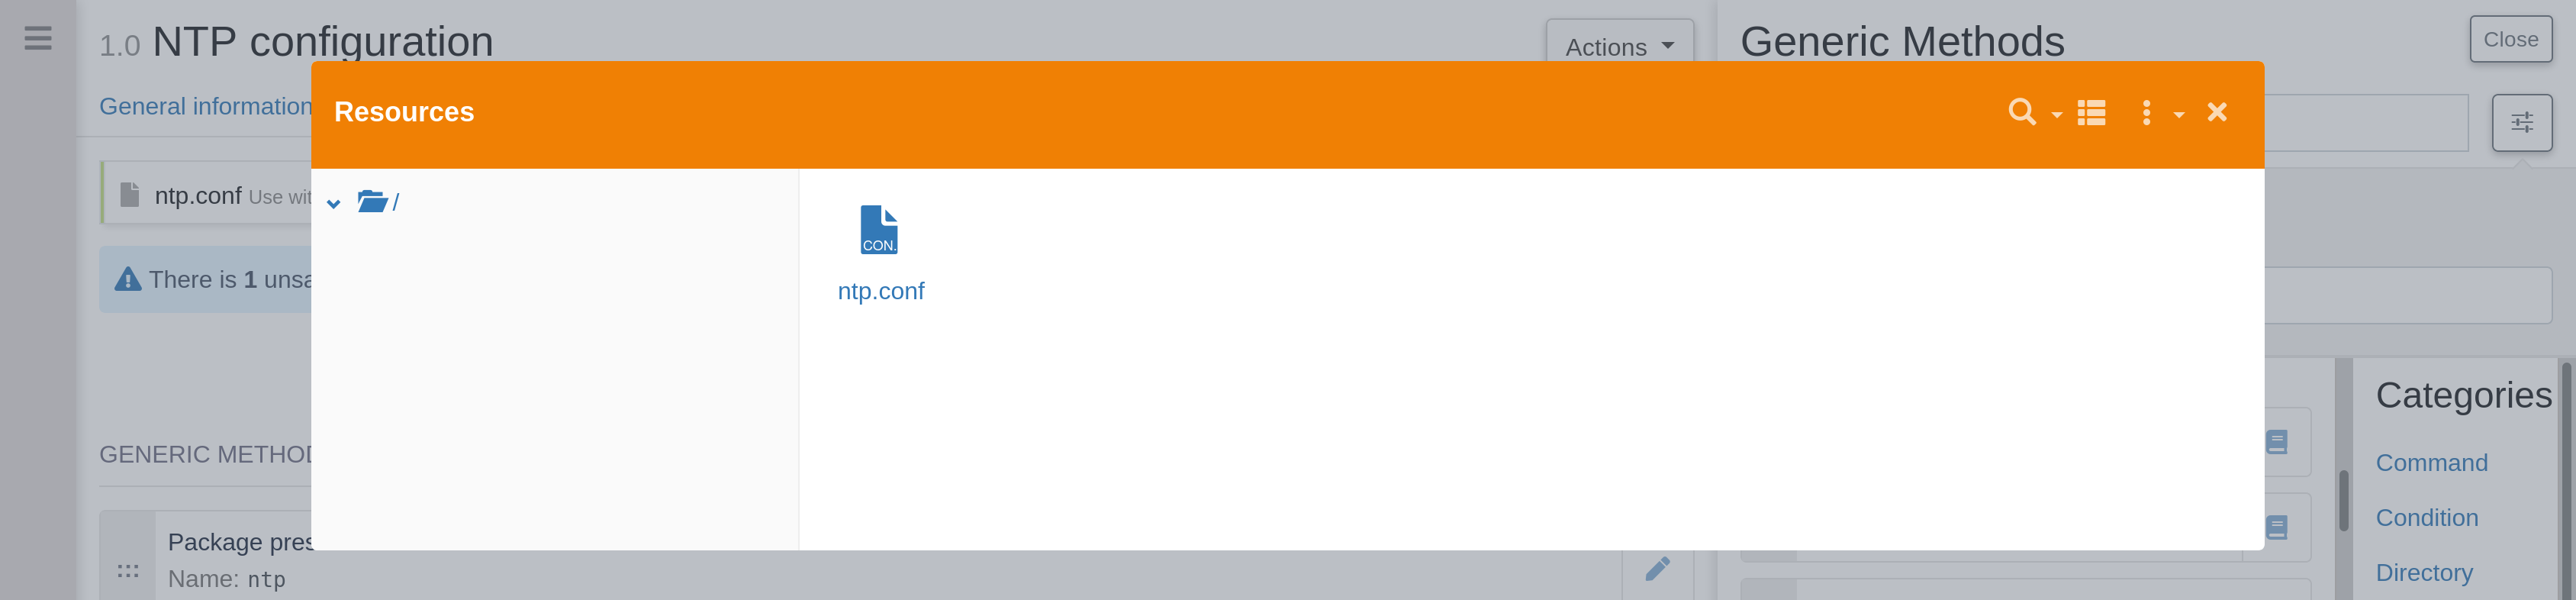 1.0 NTP configuration
Actions
Generic Methods
Close
General information
Resources
ntp.conf Use wit
/
CON.
ntp.conf
There is 1 unsa
Categories
GENERIC METHOD
Command
Condition
Package pres
Directory
Name: ntp